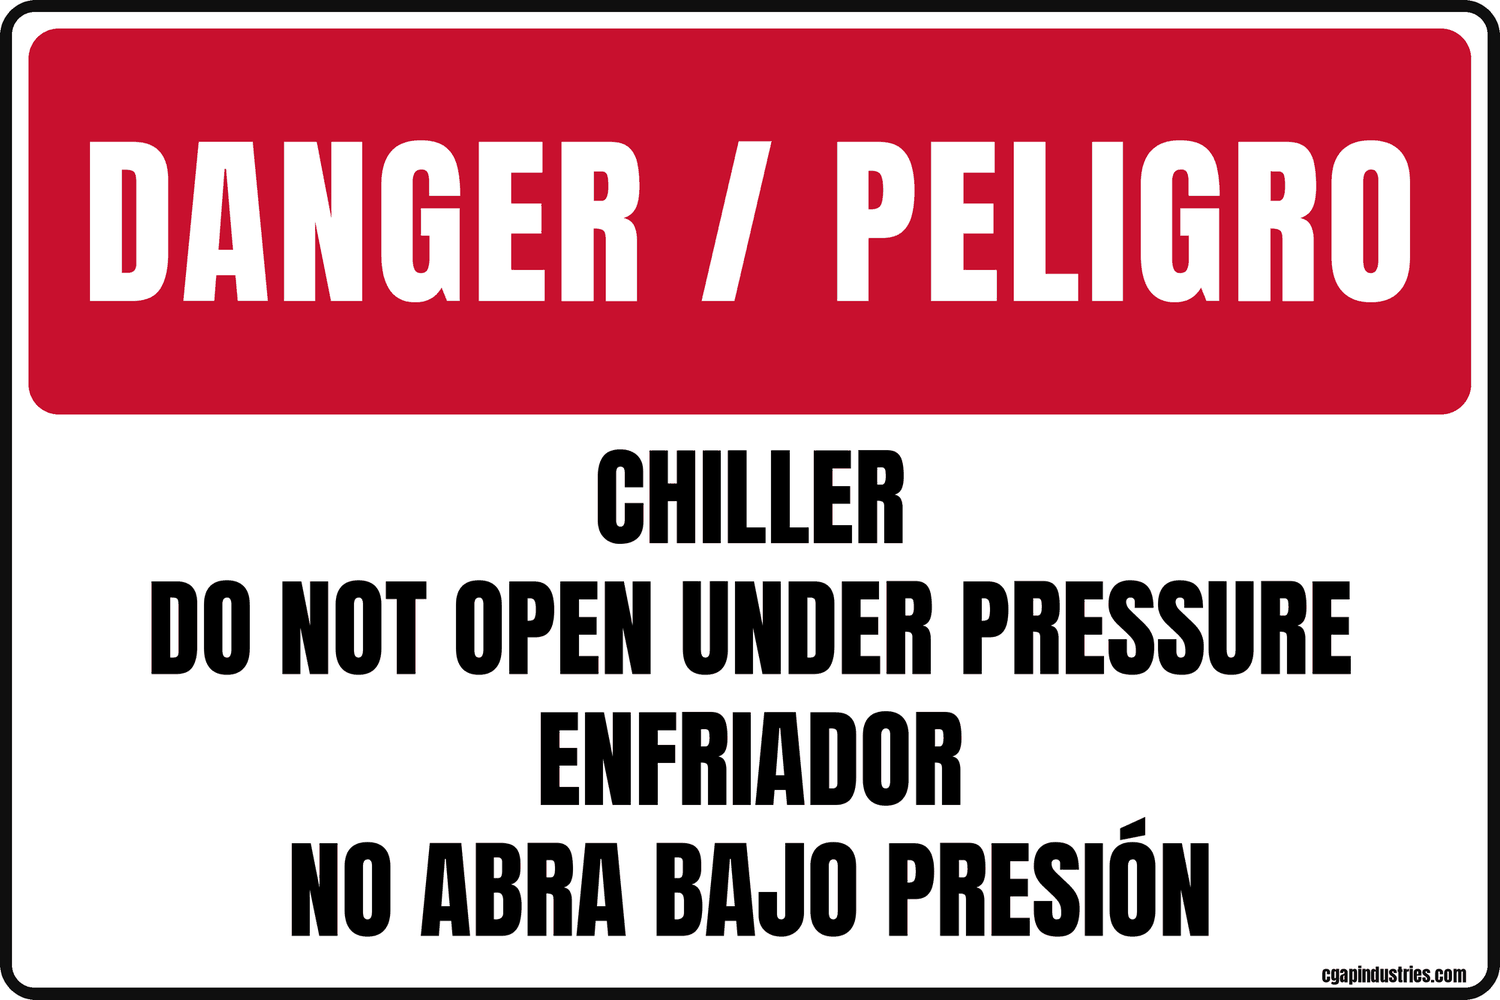 DANGER / PELIGRO
CHILLER
DO NOT OPEN UNDER PRESSURE
ENFRIADOR
NO ABRA BAJO PRESIÓN
cgapindustries.com